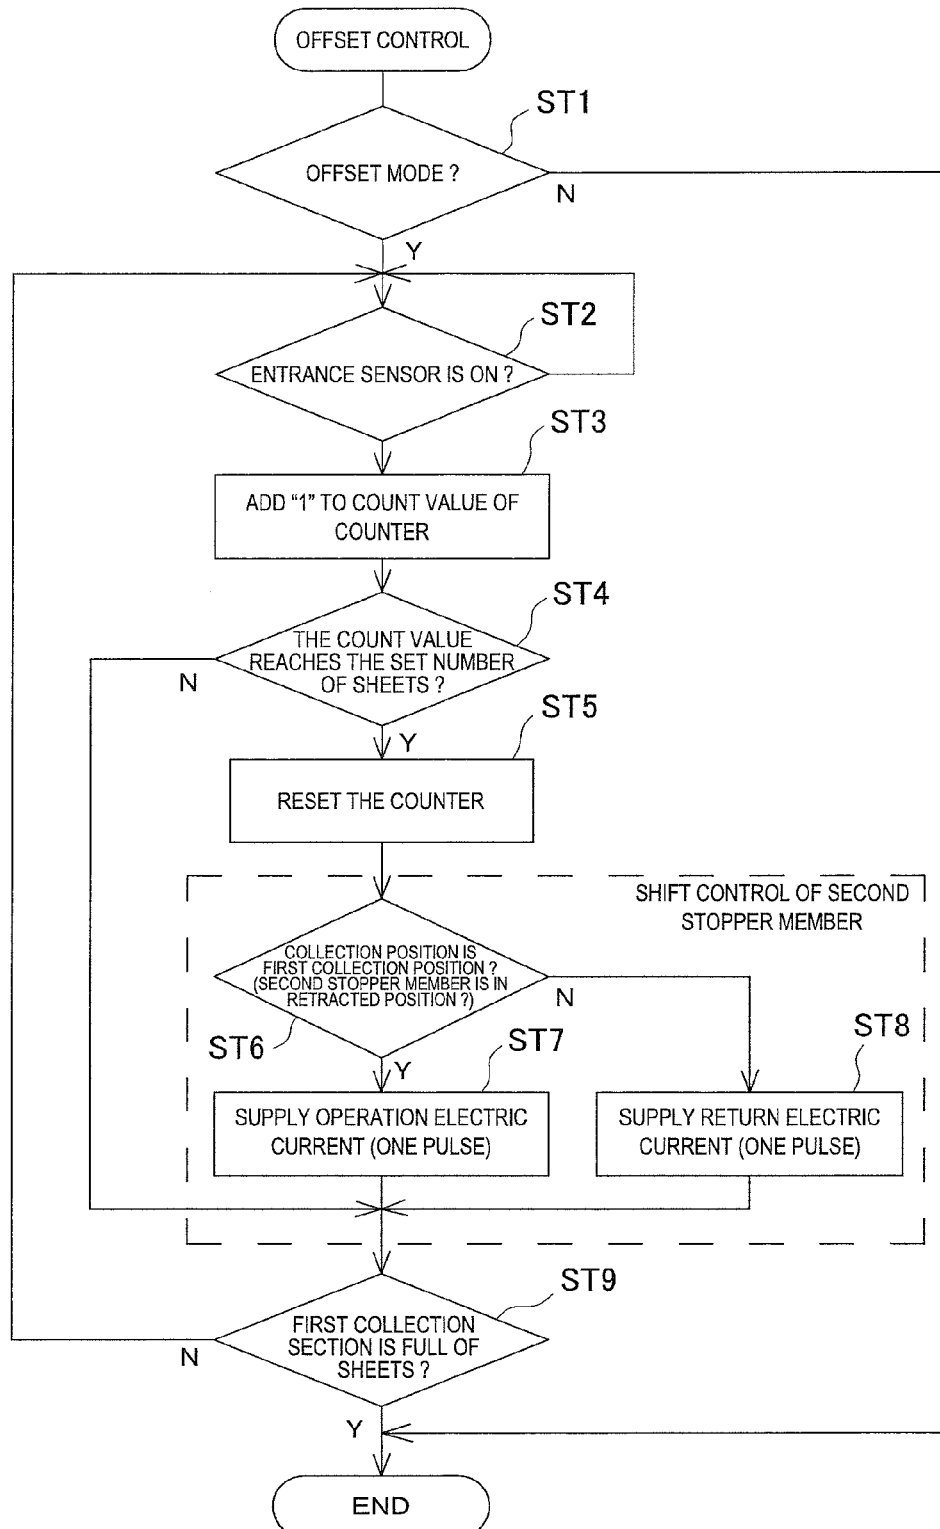 OFFSET CONTROL
ST1
OFFSET MODE ?
N
Y
ST2
ENTRANCE SENSOR IS ON ?
ST3
ADD “1” TO COUNT VALUE OF
COUNTER
ST4
THE COUNT VALUE
REACHES THE SET NUMBER
OF SHEETS ?
N
ST5
Y
RESET THE COUNTER
SHIFT CONTROL OF SECOND
STOPPER MEMBER
COLLECTION POSITION IS
FIRST COLLECTION POSITION ?
(SECOND STOPPER MEMBER IS IN
RETRACTED POSITION ?)
N
ST6
ST7
ST8
Y
SUPPLY OPERATION ELECTRIC
CURRENT (ONE PULSE)
SUPPLY RETURN ELECTRIC
CURRENT (ONE PULSE)
ST9
FIRST COLLECTION
SECTION IS FULL OF
SHEETS ?
N
Y
END